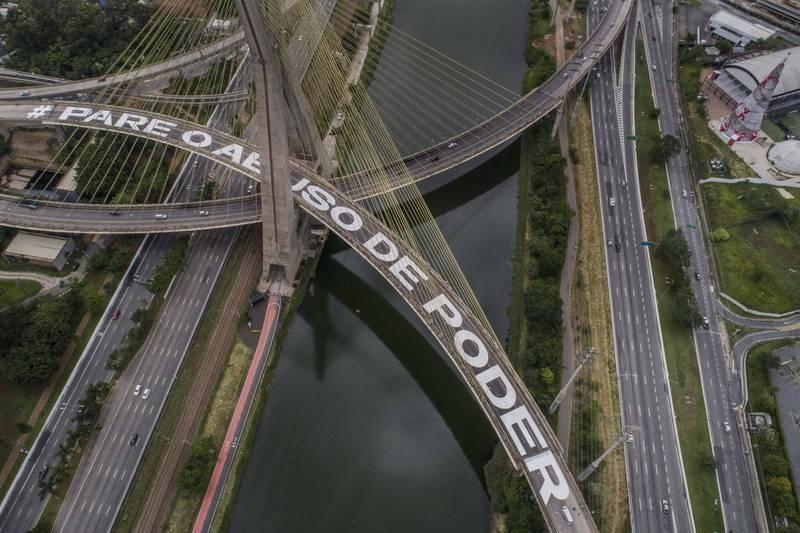 #PARE O ABUSO DE PODER